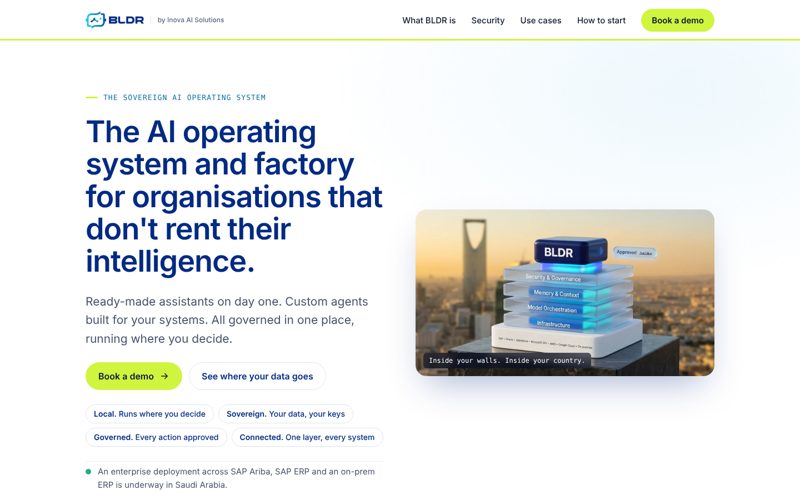 BLDR
by Inova AI Solutions
What BLDR is
Security
Use cases
How to start
Book a demo
THE SOVEREIGN AI OPERATING SYSTEM
The AI operating
system and factory
for organisations that
don't rent their
intelligence.
Ready-made assistants on day one. Custom agents
built for your systems. All governed in one place,
running where you decide.
Book a demo →
See where your data goes
Local. Runs where you decide
Sovereign. Your data, your keys
Governed. Every action approved
Connected. One layer, every system
An enterprise deployment across SAP Ariba, SAP ERP and an on-prem
ERP is underway in Saudi Arabia.
BLDR
Security & Governance
Memory & Context
Model Orchestration
Infrastructure
Inside your walls. Inside your country.